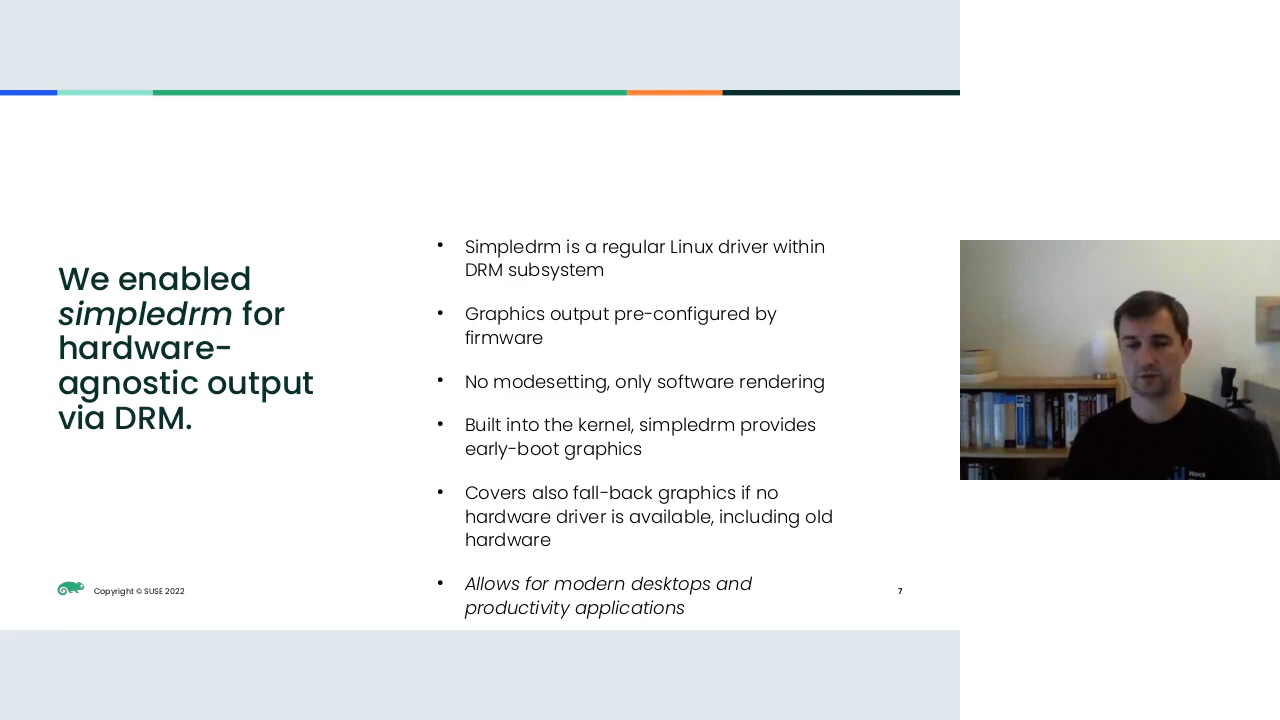 We enabled
simpledrm for
hardware-
agnostic output
via DRM.
• Simpledrm is a regular Linux driver within
DRM subsystem
• Graphics output pre-configured by
firmware
• No modesetting, only software rendering
• Built into the kernel, simpledrm provides
early-boot graphics
• Covers also fall-back graphics if no
hardware driver is available, including old
hardware
• Allows for modern desktops and
productivity applications
Copyright © SUSE 2022
7
Hack